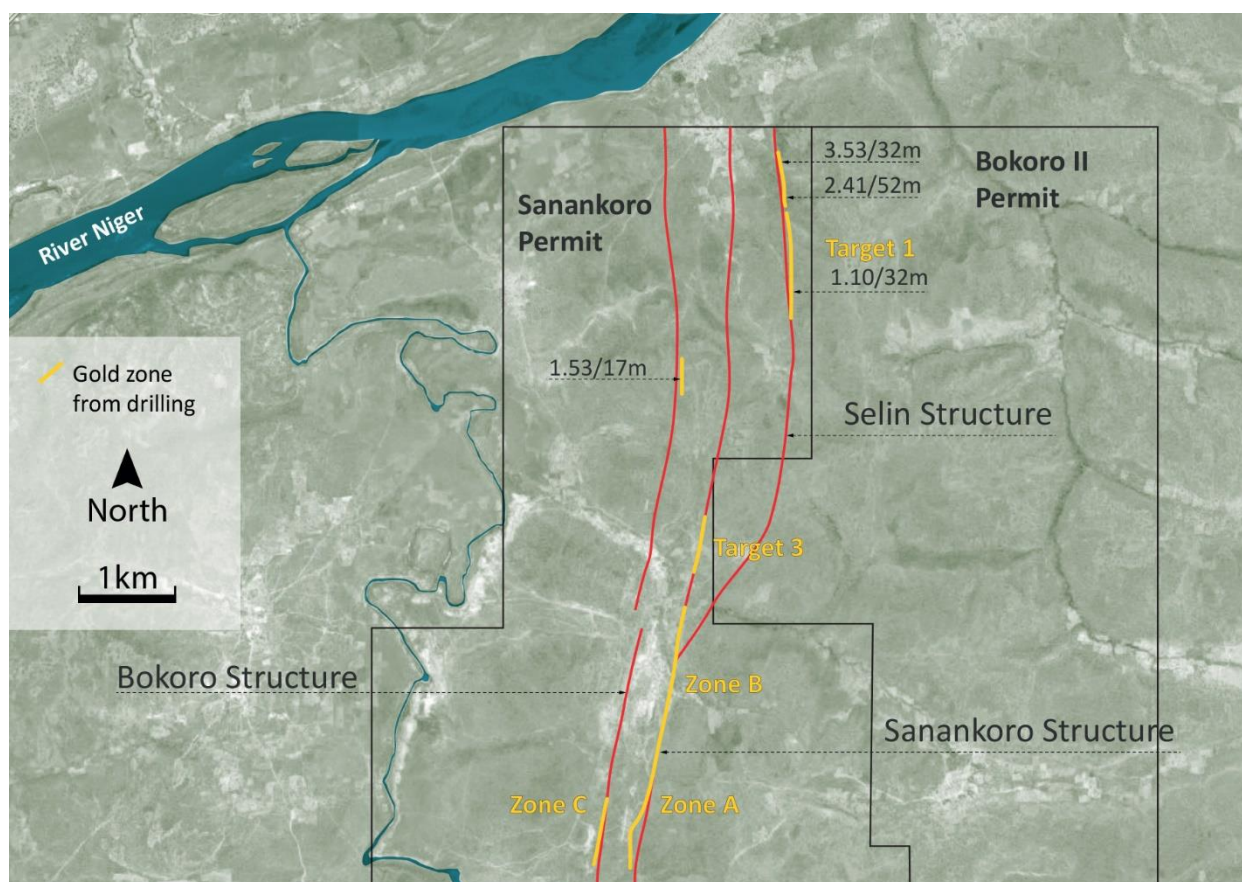 3.53/32m
Bokoro II
Permit
2.41/52m
Sanankoro
Permit
River Niger
Target 1
1.10/32m
Gold zone
from drilling
1.53/17m
Selin Structure
North
Target 3
1km
Bokoro Structure
Zone B
Sanankoro Structure
Zone C
Zone A